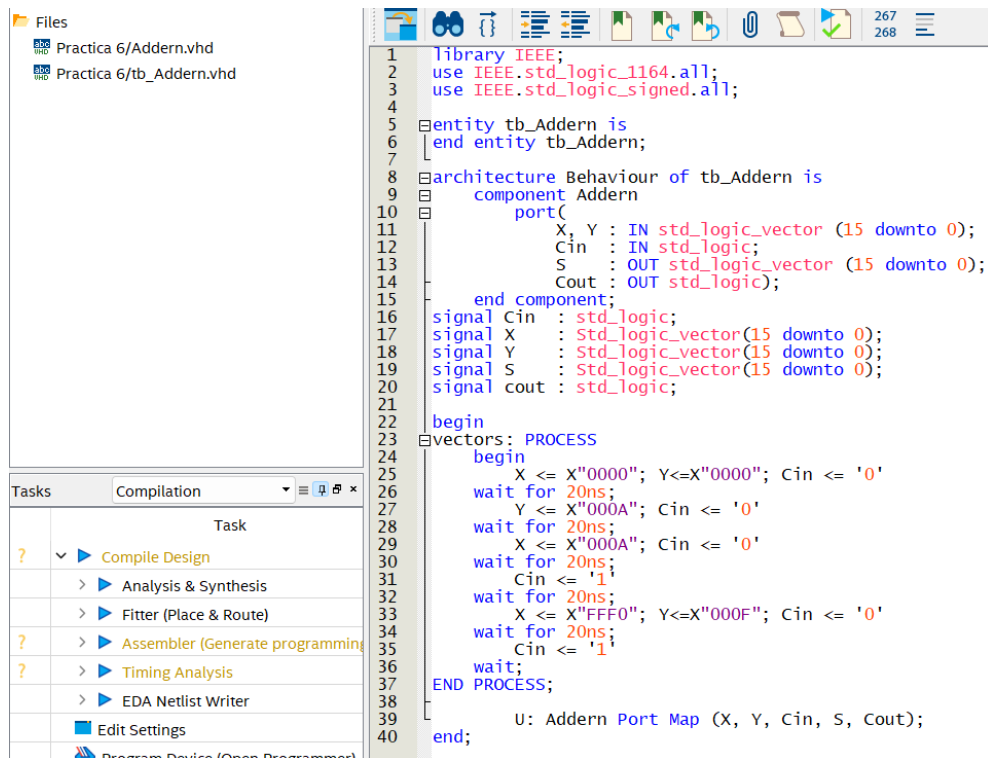 Files
Practica 6/Addern.vhd
Practica 6/tb_Addern.vhd
Tasks Compilation
Task
? Compile Design
Analysis & Synthesis
Fitter (Place & Route)
? Assembler (Generate programming
? Timing Analysis
EDA Netlist Writer
Edit Settings
Program Device (Open Programmer)
267
268
1 library IEEE;
2 use IEEE.std_logic_1164.all;
3 use IEEE.std_logic_signed.all;
4
5 entity tb_Addern is
6 end entity tb_Addern;
7
8 architecture Behaviour of tb_Addern is
9 component Addern
10 port(
11 X, Y : IN std_logic_vector (15 downto 0);
12 Cin : IN std_logic;
13 S : OUT std_logic_vector (15 downto 0);
14 Cout : OUT std_logic);
15 end component;
16 signal Cin : std_logic;
17 signal X : Std_logic_vector(15 downto 0);
18 signal Y : Std_logic_vector(15 downto 0);
19 signal S : Std_logic_vector(15 downto 0);
20 signal cout : std_logic;
21
22 begin
23 vectors: PROCESS
24 begin
25 X <= X"0000"; Y<=X"0000"; Cin <= '0'
26 wait for 20ns;
27 Y <= X"000A"; Cin <= '0'
28 wait for 20ns;
29 X <= X"000A"; Cin <= '0'
30 wait for 20ns;
31 Cin <= '1'
32 wait for 20ns;
33 X <= X"FFF0"; Y<=X"000F"; Cin <= '0'
34 wait for 20ns;
35 Cin <= '1'
36 wait;
37 END PROCESS;
38
39 U: Addern Port Map (X, Y, Cin, S, Cout);
40 end;